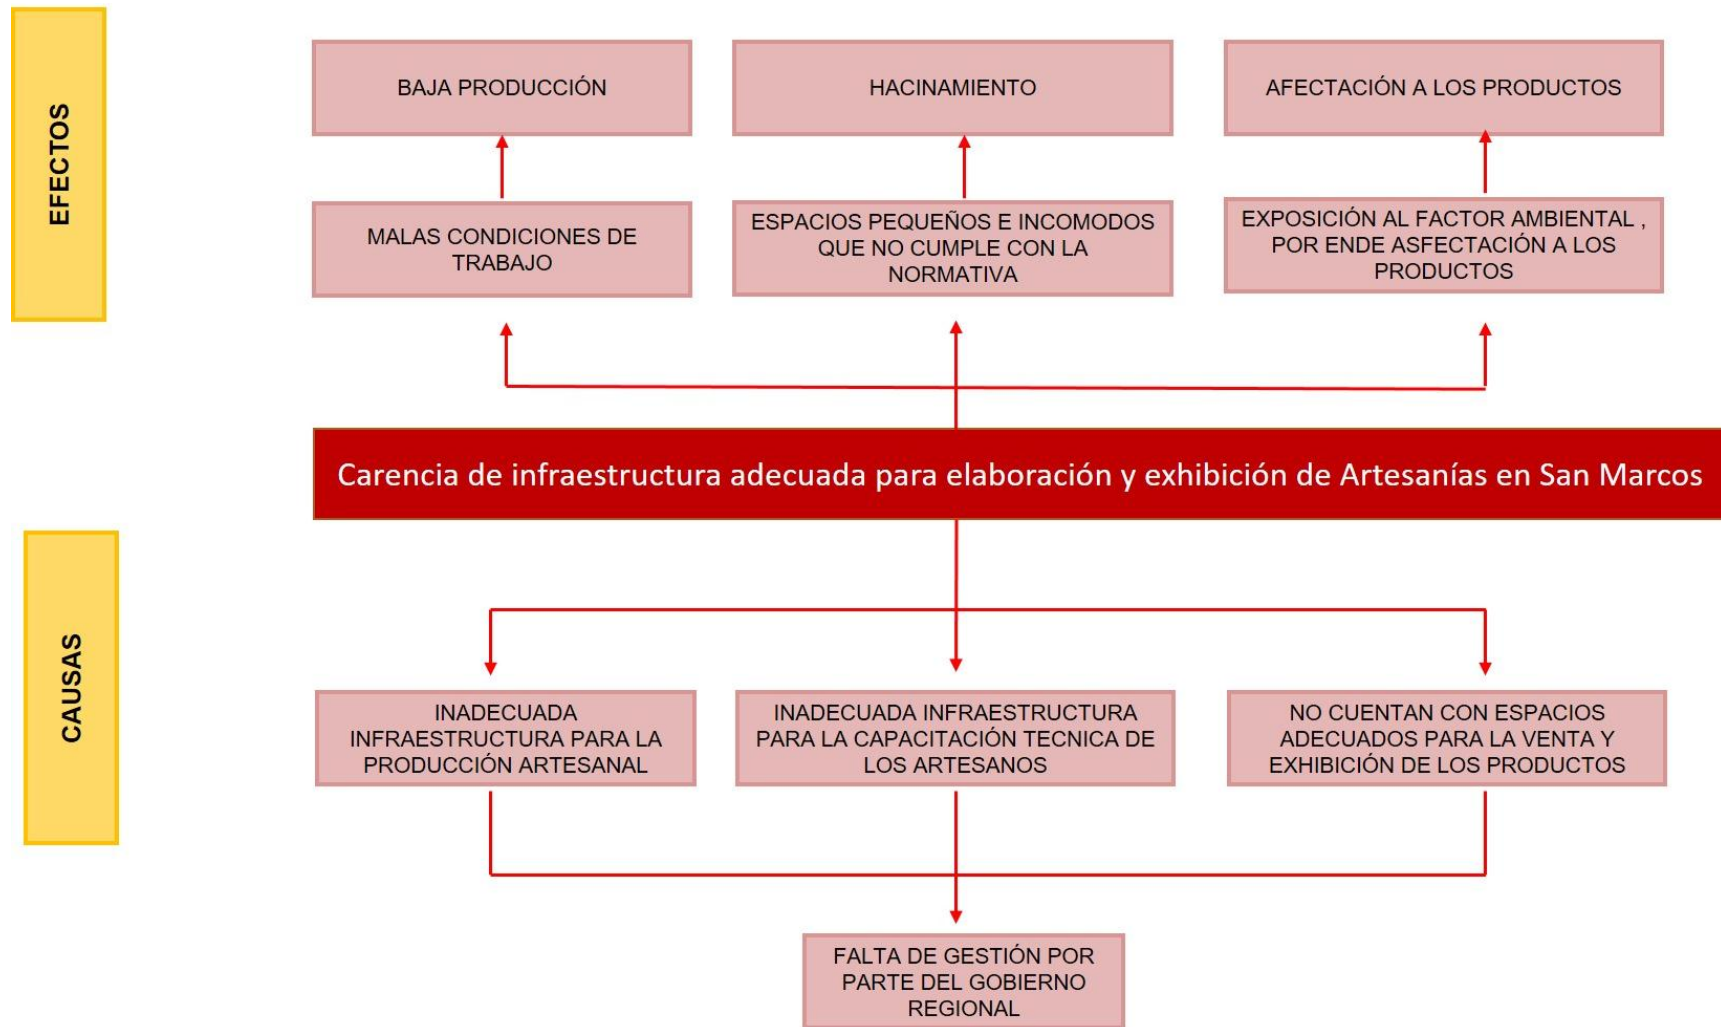 EFECTOS
BAJA PRODUCCIÓN
HACINAMIENTO
AFECTACIÓN A LOS PRODUCTOS
MALAS CONDICIONES DE
TRABAJO
ESPACIOS PEQUEÑOS E INCOMODOS
QUE NO CUMPLE CON LA
NORMATIVA
EXPOSICIÓN AL FACTOR AMBIENTAL ,
POR ENDE ASFECTACIÓN A LOS
PRODUCTOS
Carencia de infraestructura adecuada para elaboración y exhibición de Artesanías en San Marcos
CAUSAS
INADECUADA
INFRAESTRUCTURA PARA LA
PRODUCCIÓN ARTESANAL
INADECUADA INFRAESTRUCTURA
PARA LA CAPACITACIÓN TECNICA DE
LOS ARTESANOS
NO CUENTAN CON ESPACIOS
ADECUADOS PARA LA VENTA Y
EXHIBICIÓN DE LOS PRODUCTOS
FALTA DE GESTIÓN POR
PARTE DEL GOBIERNO
REGIONAL